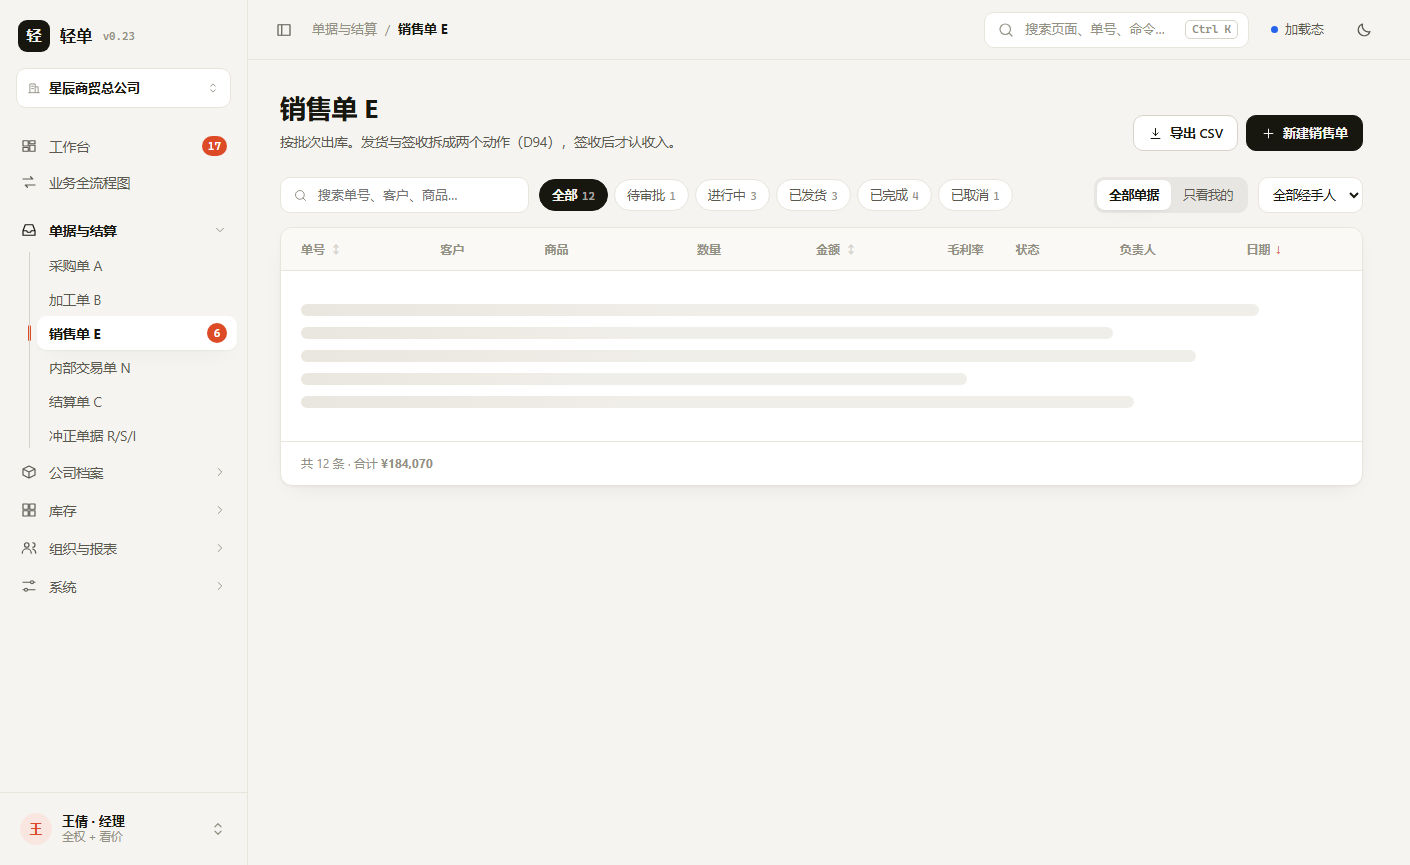 轻 轻单 v0.23
星辰商贸总公司
工作台 17
业务全流程图
单据与结算
采购单 A
加工单 B
销售单 E 6
内部交易单 N
结算单 C
冲正单据 R/S/I
公司档案
库存
组织与报表
系统
王 王倩 · 经理
全权 + 看价
单据与结算 / 销售单 E
搜索页面、单号、命令... Ctrl K
加载态
销售单 E
按批次出库。发货与签收拆成两个动作（D94），签收后才认收入。
导出 CSV
新建销售单
搜索单号、客户、商品...
全部 12 待审批 1 进行中 3 已发货 3 已完成 4 已取消 1
全部单据 只看我的 全部经手人
单号 ↕ 客户 商品 数量 金额 ↕ 毛利率 状态 负责人 日期 ↓
共 12 条 · 合计 ¥184,070